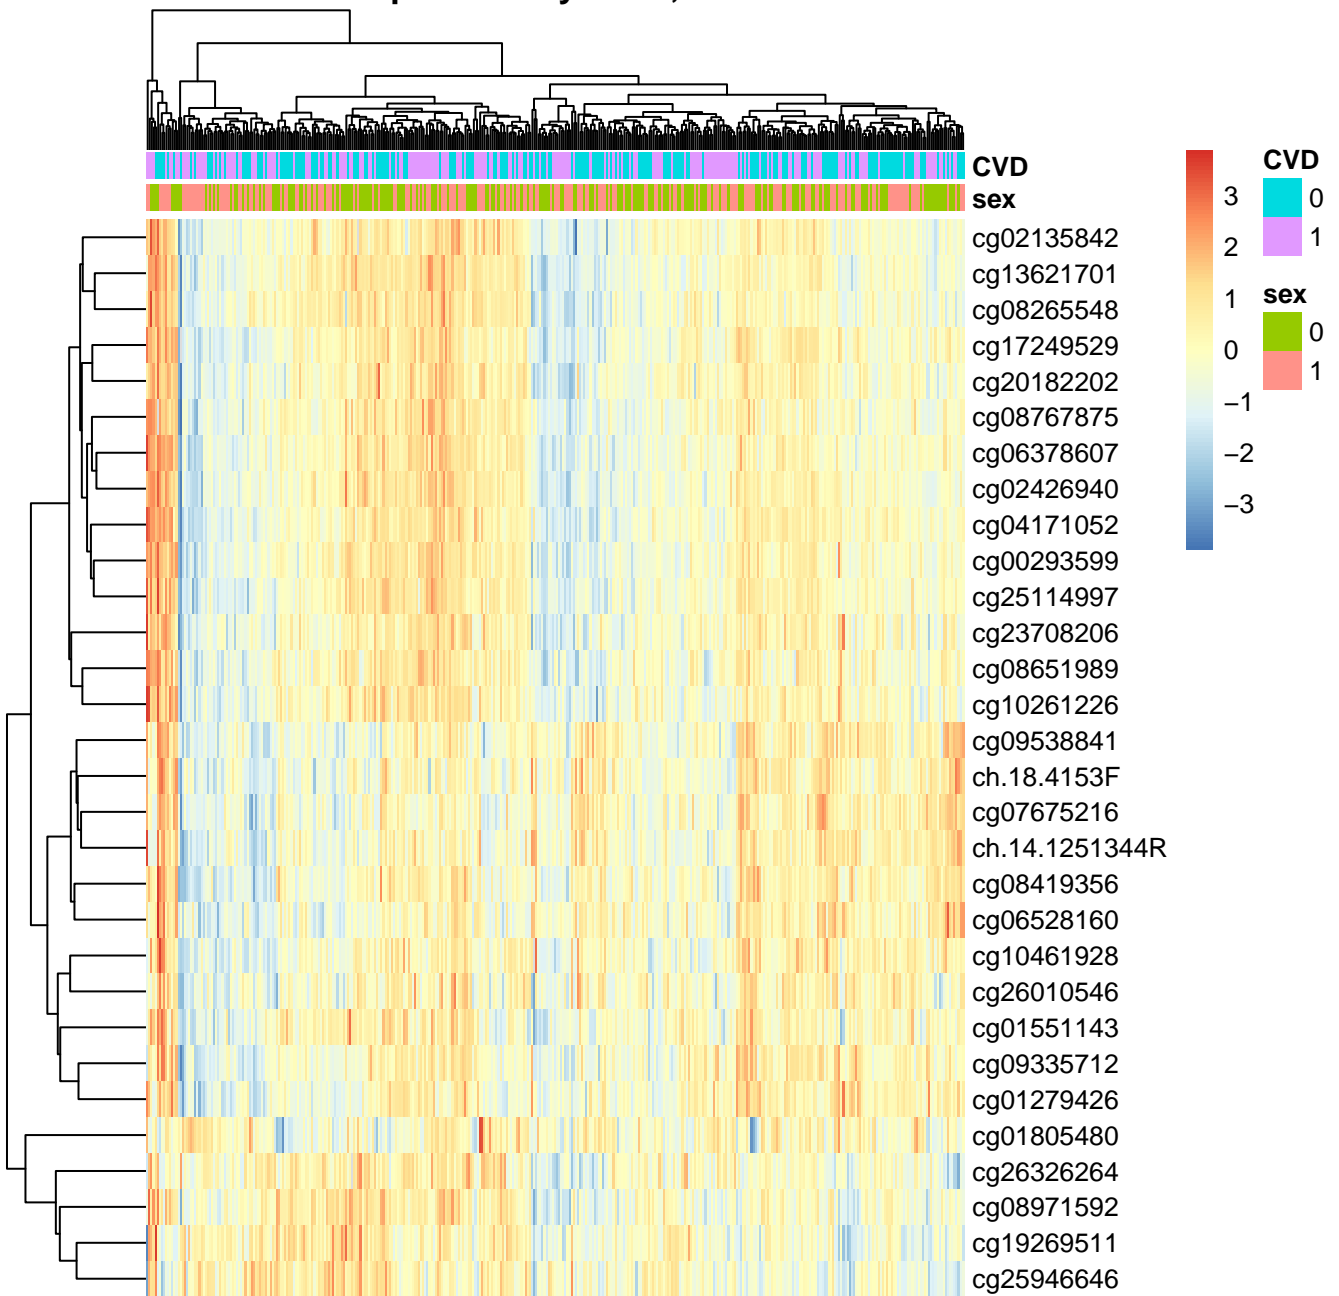 CVD
sex
cg02135842
cg13621701
cg08265548
cg17249529
cg20182202
cg08767875
cg06378607
cg02426940
cg04171052
cg00293599
cg25114997
cg23708206
cg08651989
cg10261226
cg09538841
ch.18.4153F
cg07675216
ch.14.1251344R
cg08419356
cg06528160
cg10461928
cg26010546
cg01551143
cg09335712
cg01279426
cg01805480
cg26326264
cg08971592
cg19269511
cg25946646
3
2
1
0
−1
−2
−3
CVD
0
1
sex
0
1